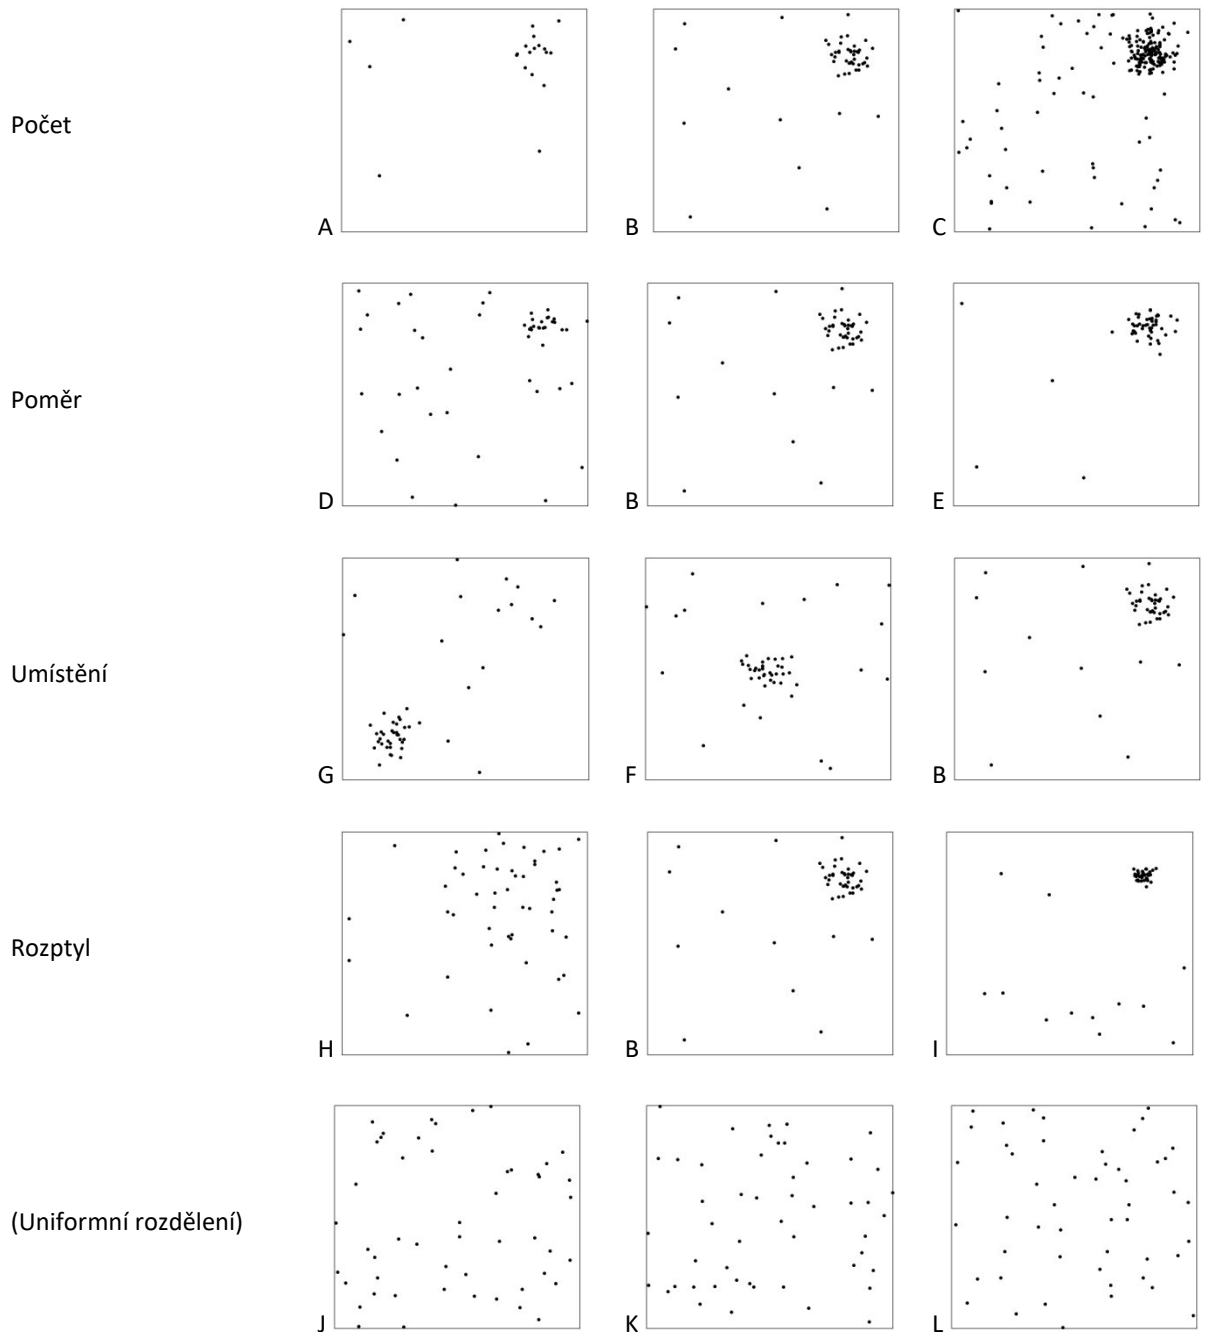 Počet
A B C
Poměr
D B E
Umístění
G F B
Rozptyl
H B I
(Uniformní rozdělení)
J K L